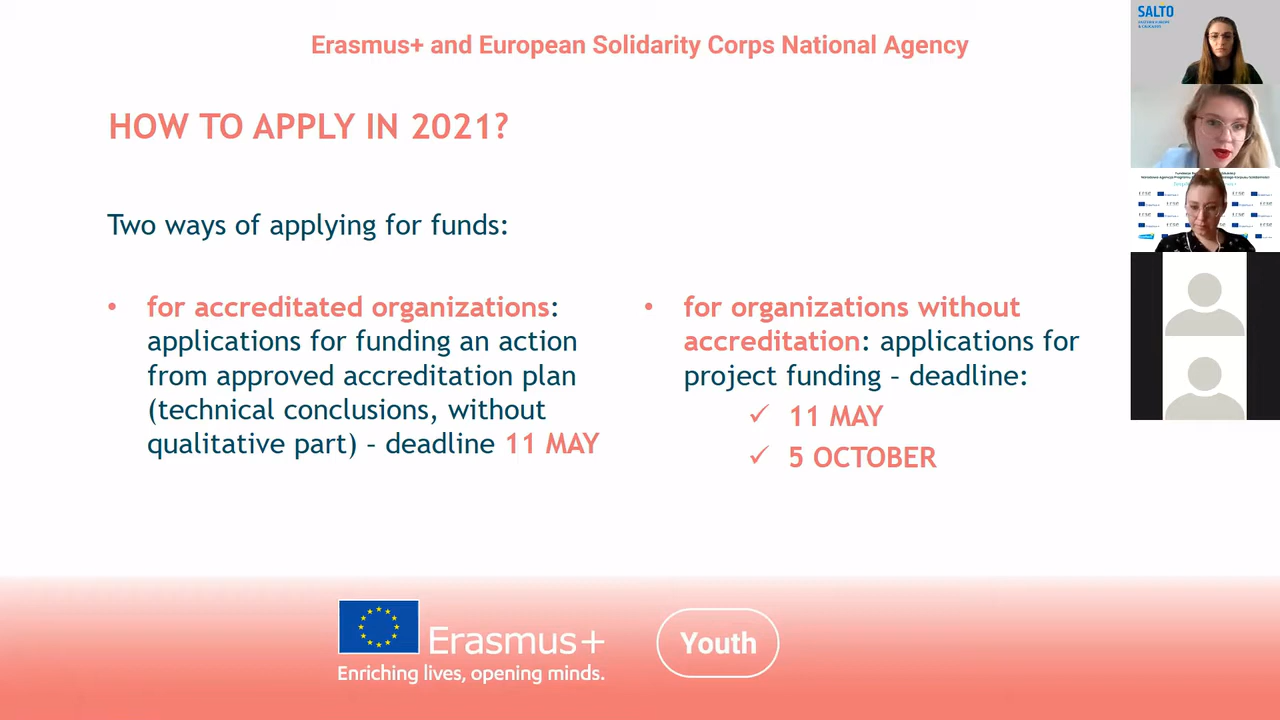 Erasmus+ and European Solidarity Corps National Agency
HOW TO APPLY IN 2021?
Two ways of applying for funds:
• for accreditated organizations:
applications for funding an action
from approved accreditation plan
(technical conclusions, without
qualitative part) – deadline 11 MAY
• for organizations without
accreditation: applications for
project funding – deadline:
✓ 11 MAY
✓ 5 OCTOBER
Erasmus+
Enriching lives, opening minds.
Youth
SALTO
EASTERN EUROPE
& CAUCASUS